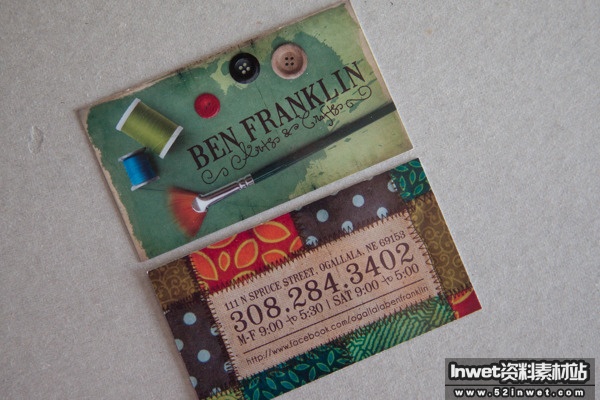 BEN FRANKLIN
Arts & Crafts
111 N SPRUCE STREET, OGALLALA, NE 69153
308.284.3402
M-F 9:00 to 5:30 | SAT 9:00 to 5:00
http://www.facebook.com/ogallalabenfranklin
Inwet资料素材站
www.52inwet.com